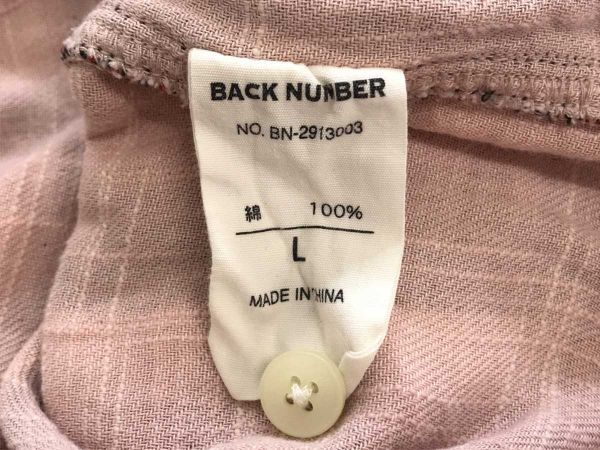 BACK NUMBER
NO. BN-2913003
綿 100%
L
MADE IN CHINA